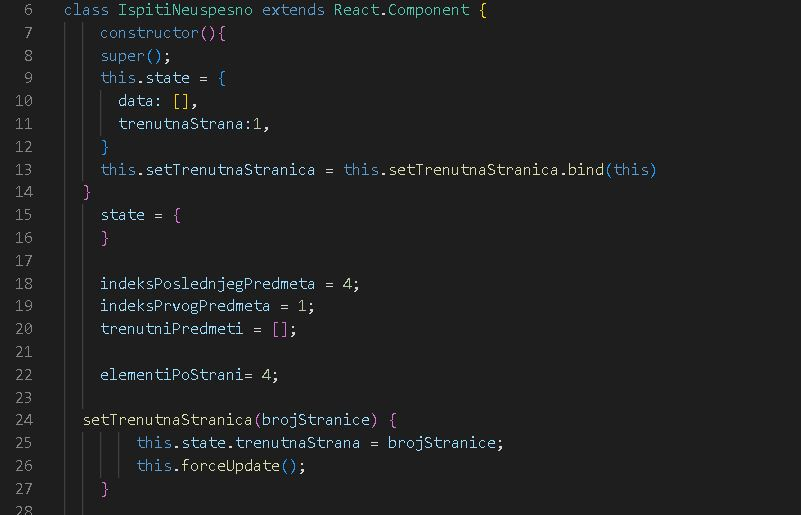 6 class IspitiNeuspesno extends React.Component {
7 constructor(){
8 super();
9 this.state = {
10 data: [],
11 trenutnaStrana:1,
12 }
13 this.setTrenutnaStranica = this.setTrenutnaStranica.bind(this)
14 }
15 state = {
16 }
17
18 indeksPoslednjegPredmeta = 4;
19 indeksPrvogPredmeta = 1;
20 trenutniPredmeti = [];
21
22 elementiPoStrani= 4;
23
24 setTrenutnaStranica(brojStranice) {
25 this.state.trenutnaStrana = brojStranice;
26 this.forceUpdate();
27 }
28